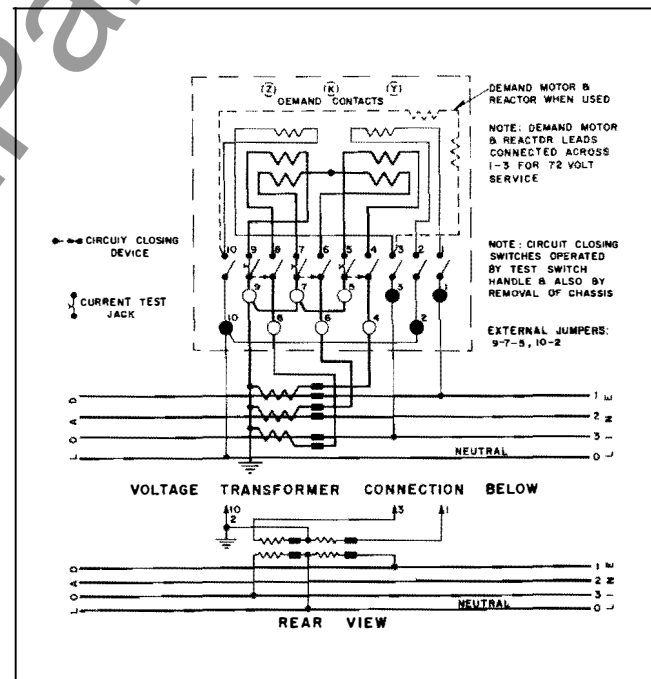 (Z) (K) (Y)
DEMAND CONTACTS
DEMAND MOTOR &
REACTOR WHEN USED
NOTE: DEMAND MOTOR
& REACTOR LEADS
CONNECTED ACROSS
1-3 FOR 72 VOLT
SERVICE
CIRCUIY CLOSING
DEVICE
CURRENT TEST
JACK
10 9 8 7 6 5 4 3 2 1
NOTE: CIRCUIT CLOSING
SWITCHES OPERATED
BY TEST SWITCH
HANDLE & ALSO BY
REMOVAL OF CHASSIS
9 7 5 3 1
10 8 6 4 2
EXTERNAL JUMPERS:
9-7-5, 10-2
LOAD
1
2
3
NEUTRAL 0
LINE
VOLTAGE TRANSFORMER CONNECTION BELOW
10 3 1
2
LOAD
1
2
3
NEUTRAL 0
LINE
REAR VIEW